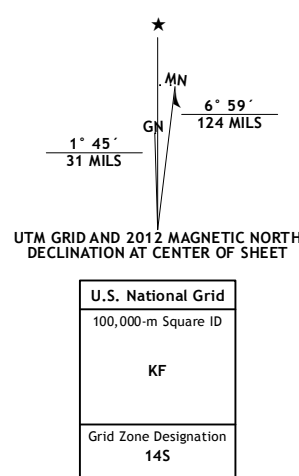 ★
MN
GN
6° 59´
124 MILS
1° 45´
31 MILS
UTM GRID AND 2012 MAGNETIC NORTH
DECLINATION AT CENTER OF SHEET
U.S. National Grid
100,000-m Square ID
KF
Grid Zone Designation
14S